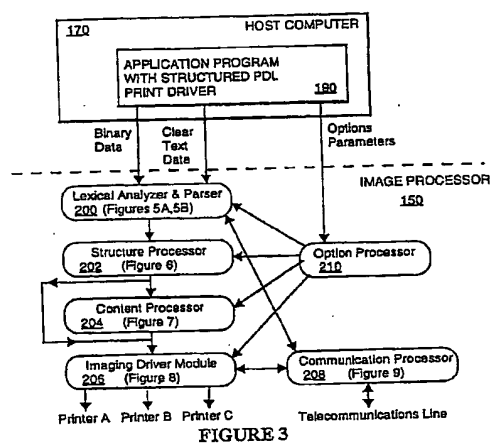 170 HOST COMPUTER
APPLICATION PROGRAM
WITH STRUCTURED PDL
PRINT DRIVER 190
Binary
Data
Clear
Text
Data
Options
Parameters
IMAGE PROCESSOR
150
Lexical Analyzer & Parser
200 (Figures 5A,5B)
Structure Processor
202 (Figure 6)
Option Processor
210
Content Processor
204 (Figure 7)
Imaging Driver Module
206 (Figure 8)
Communication Processor
208 (Figure 9)
Printer A Printer B Printer C
Telecommunications Line
FIGURE 3